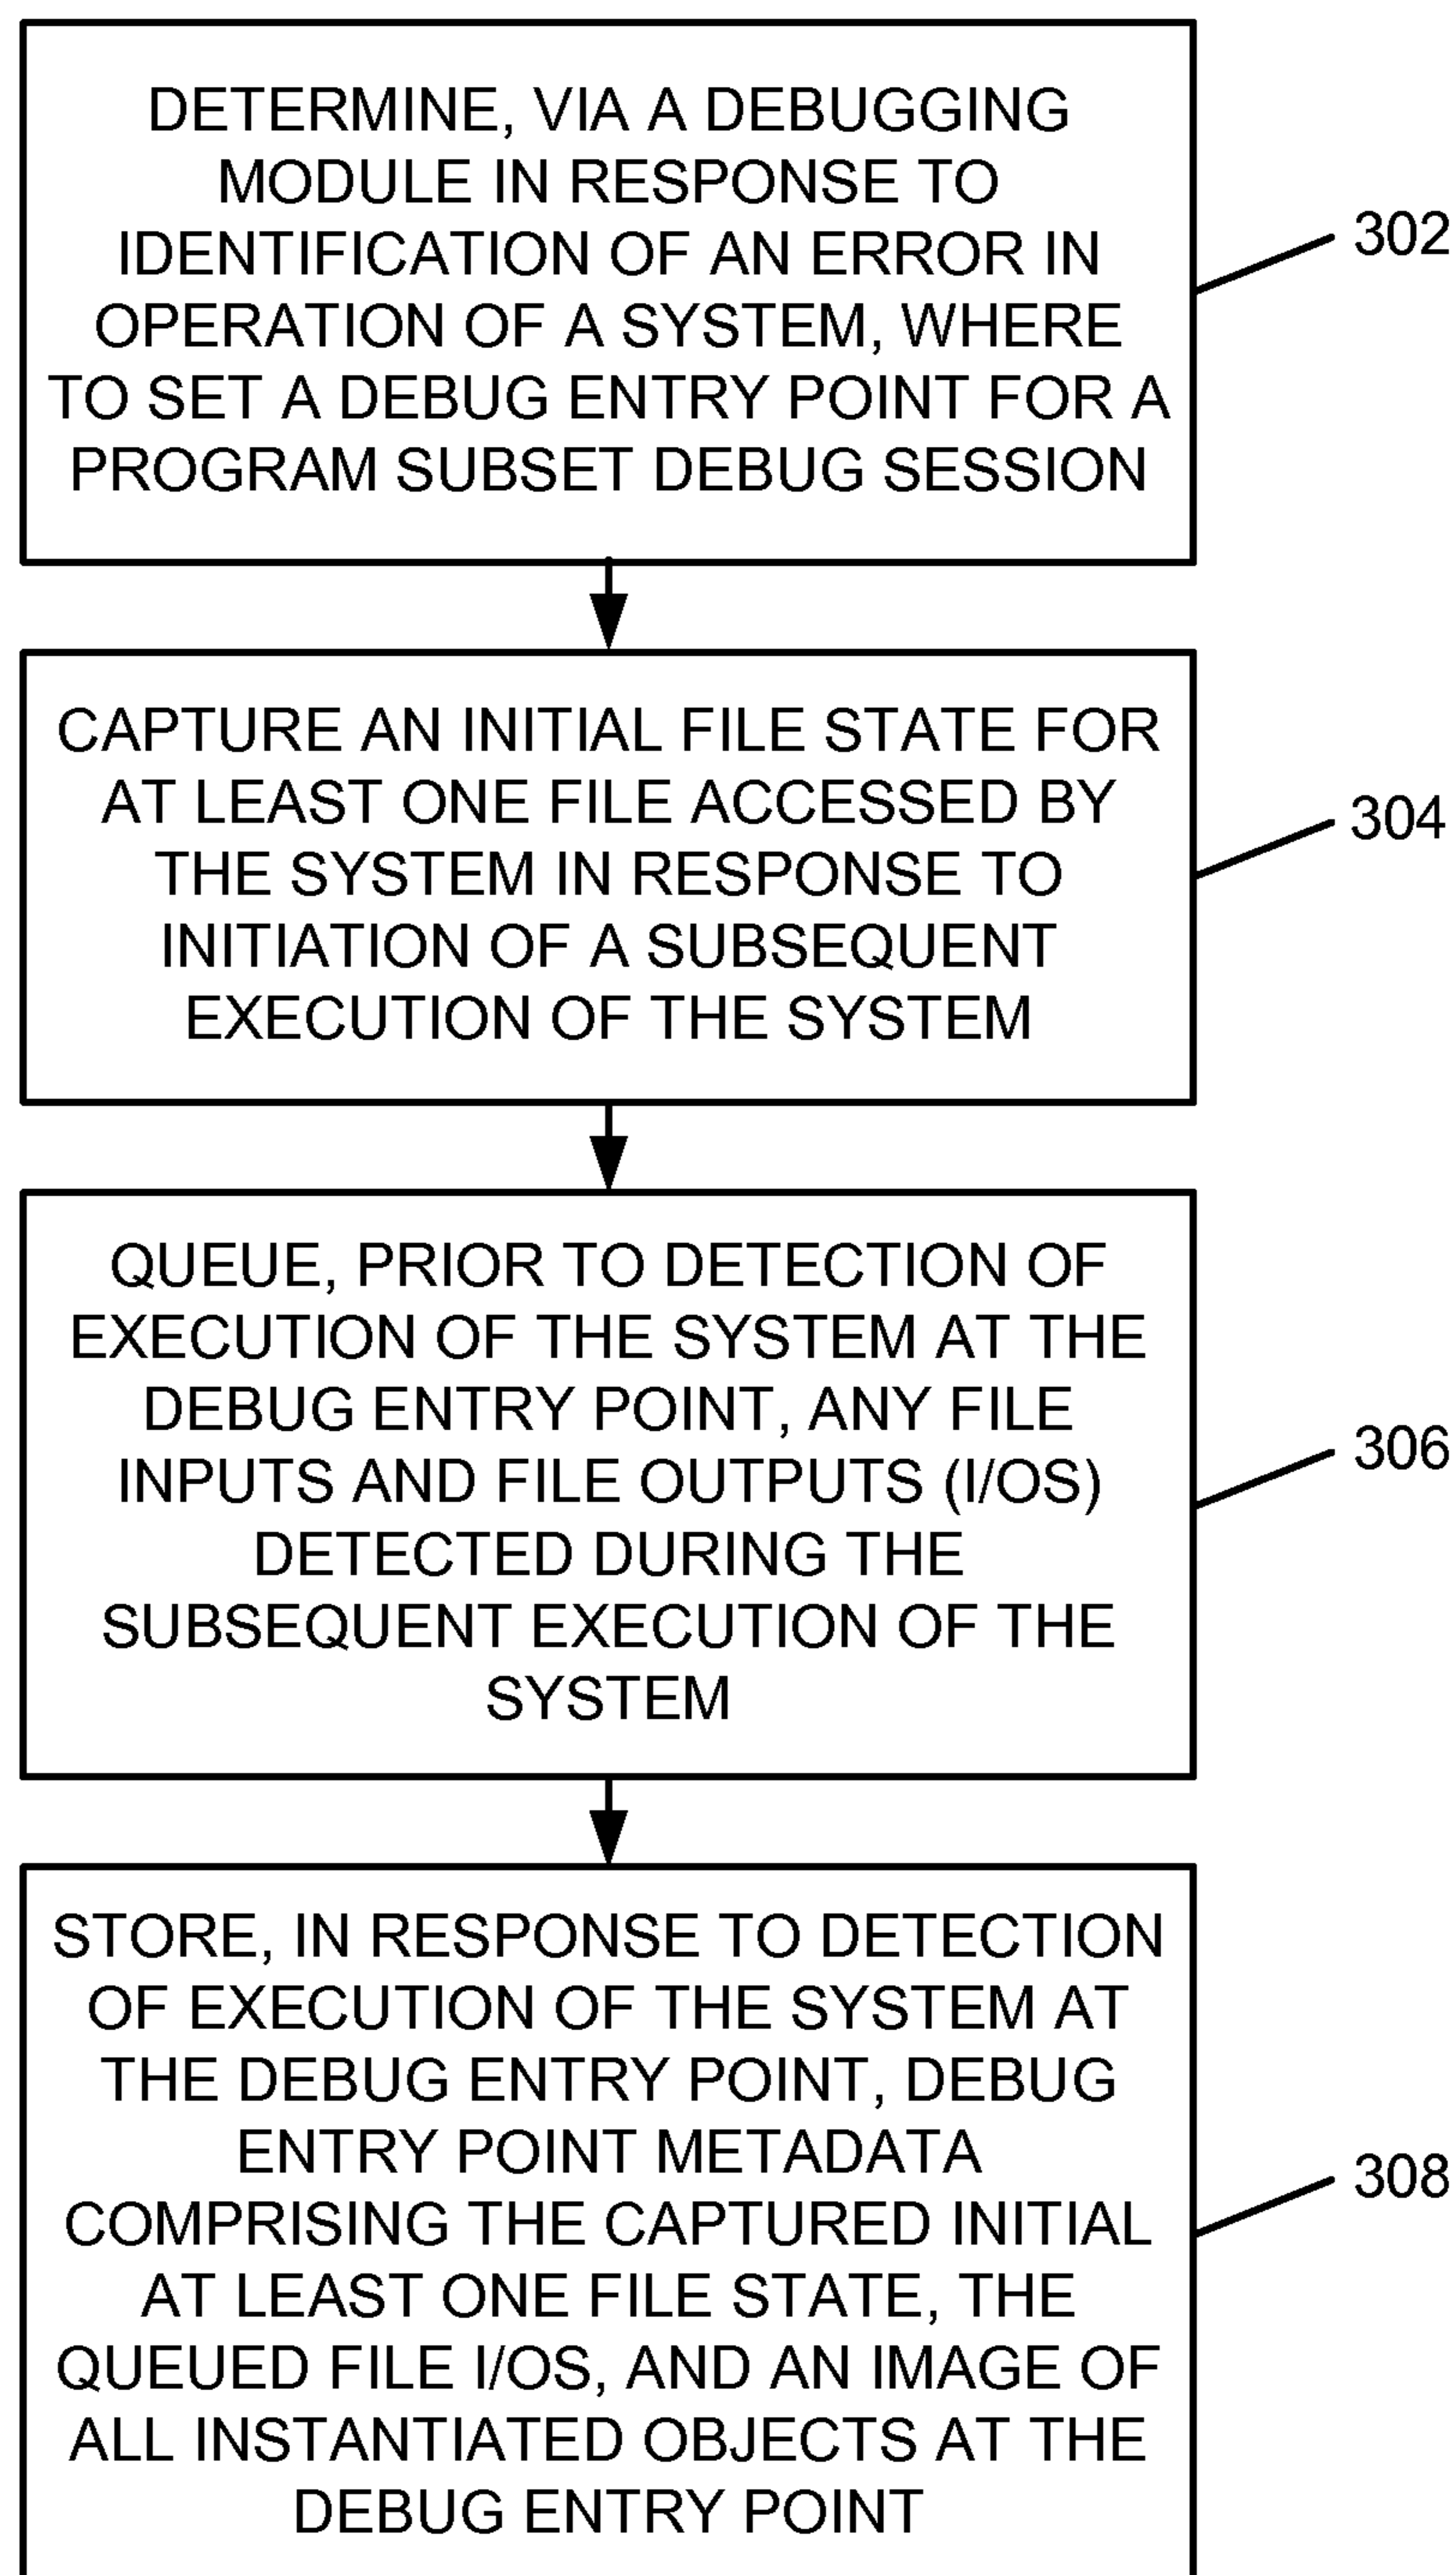 DETERMINE, VIA A DEBUGGING
MODULE IN RESPONSE TO
IDENTIFICATION OF AN ERROR IN
OPERATION OF A SYSTEM, WHERE
TO SET A DEBUG ENTRY POINT FOR A
PROGRAM SUBSET DEBUG SESSION
302
CAPTURE AN INITIAL FILE STATE FOR
AT LEAST ONE FILE ACCESSED BY
THE SYSTEM IN RESPONSE TO
INITIATION OF A SUBSEQUENT
EXECUTION OF THE SYSTEM
304
QUEUE, PRIOR TO DETECTION OF
EXECUTION OF THE SYSTEM AT THE
DEBUG ENTRY POINT, ANY FILE
INPUTS AND FILE OUTPUTS (I/OS)
DETECTED DURING THE
SUBSEQUENT EXECUTION OF THE
SYSTEM
306
STORE, IN RESPONSE TO DETECTION
OF EXECUTION OF THE SYSTEM AT
THE DEBUG ENTRY POINT, DEBUG
ENTRY POINT METADATA
COMPRISING THE CAPTURED INITIAL
AT LEAST ONE FILE STATE, THE
QUEUED FILE I/OS, AND AN IMAGE OF
ALL INSTANTIATED OBJECTS AT THE
DEBUG ENTRY POINT
308